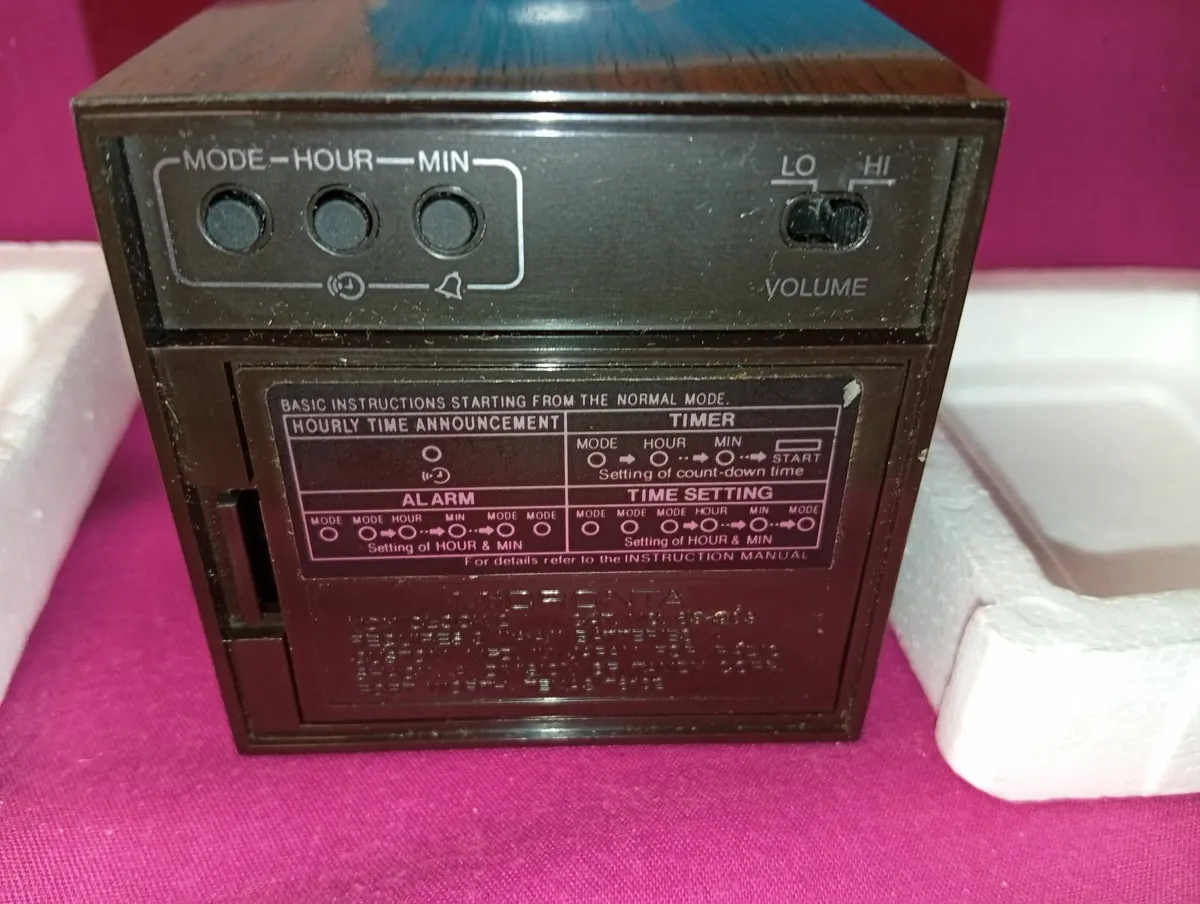 MODE HOUR MIN
LO HI
VOLUME
BASIC INSTRUCTIONS STARTING FROM THE NORMAL MODE.
HOURLY TIME ANNOUNCEMENT
TIMER
MODE HOUR MIN
START
Setting of count-down time
ALARM
MODE MODE HOUR MIN MODE MODE
Setting of HOUR & MIN
TIME SETTING
MODE MODE MODE HOUR MIN MODE
Setting of HOUR & MIN
For details refer to the INSTRUCTION MANUAL
MICRONTA